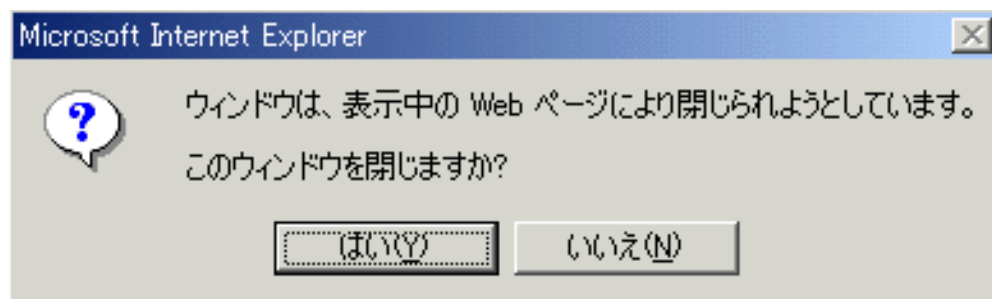 Microsoft Internet Explorer
ウィンドウは、表示中の Web ページにより閉じられようとしています。
このウィンドウを閉じますか?
はい(Y) いいえ(N)